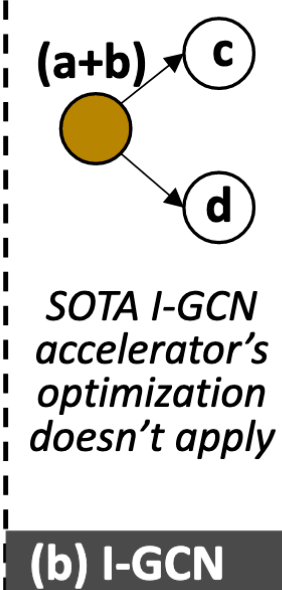 (a+b)
c
d
SOTA I-GCN
accelerator's
optimization
doesn't apply
(b) I-GCN